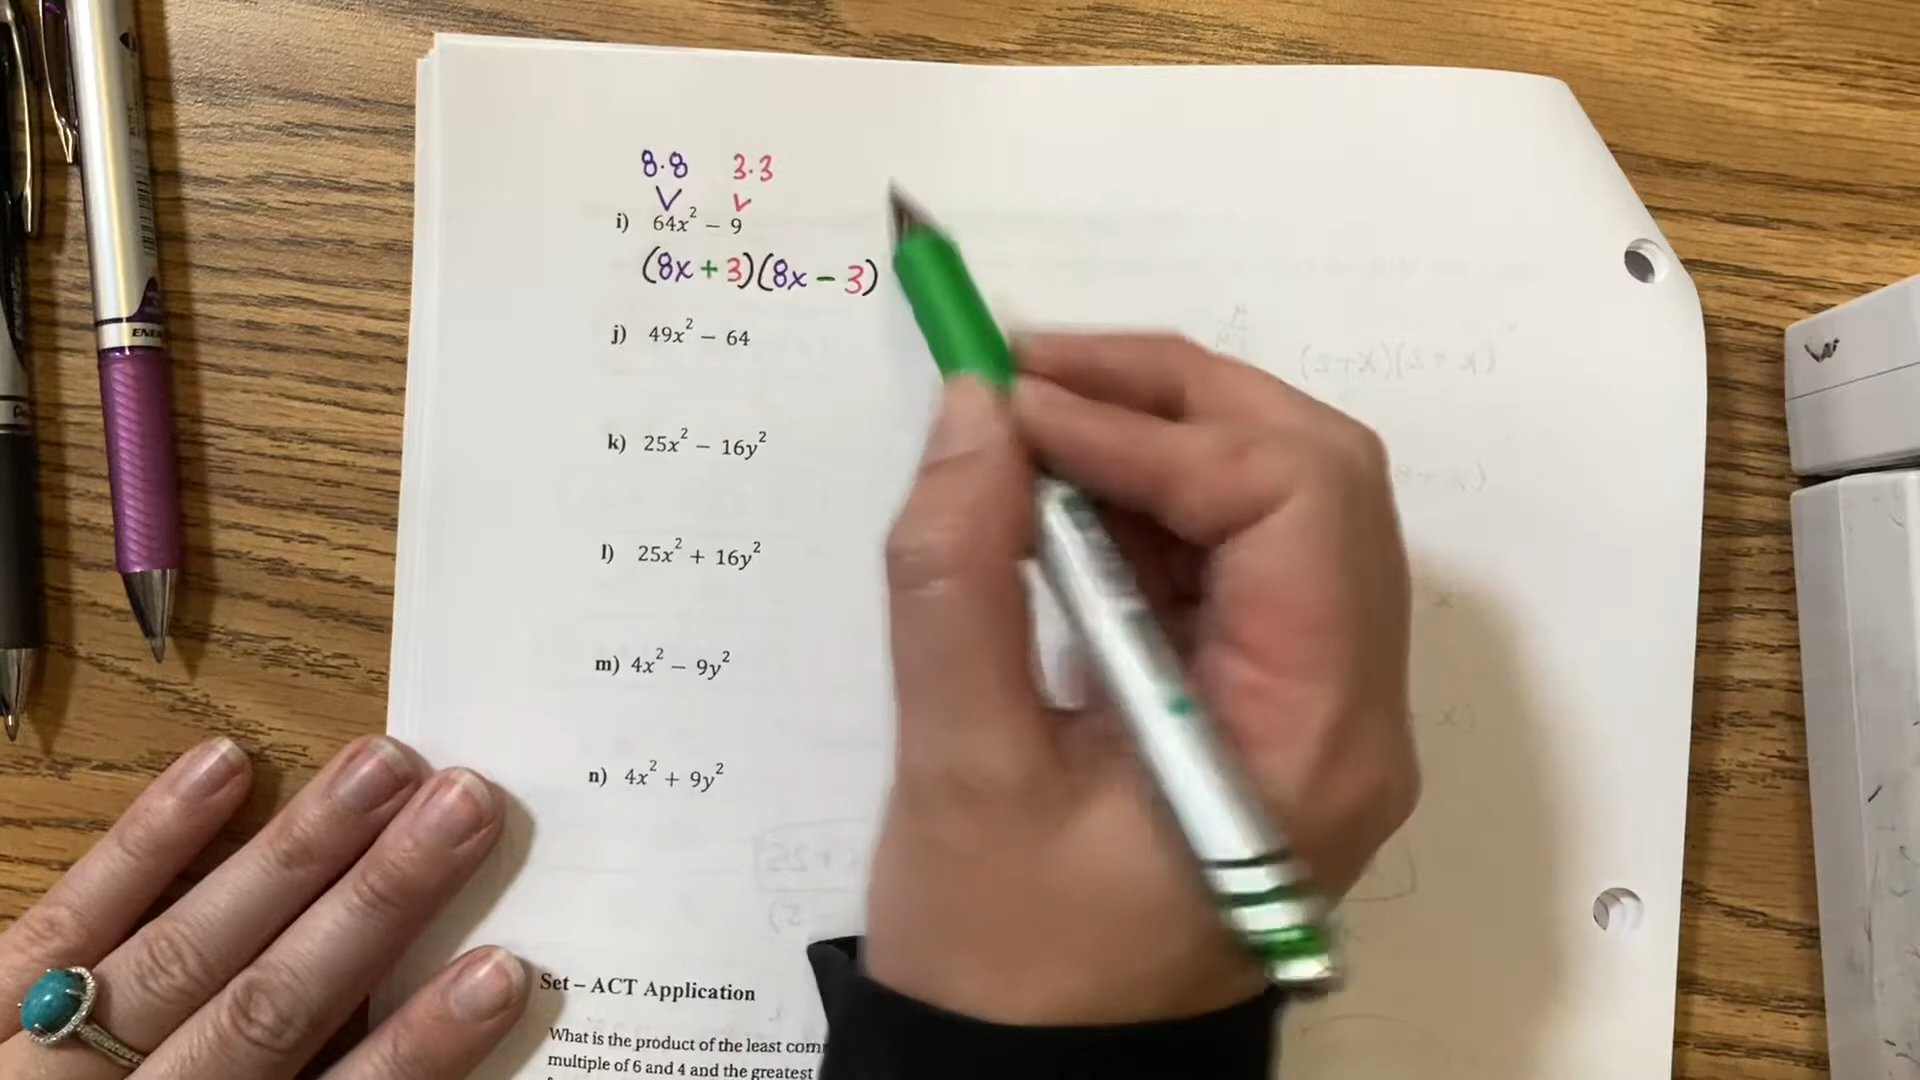 8·8 3·3
i) 64x² − 9
(8x + 3)(8x − 3)
j) 49x² − 64
k) 25x² − 16y²
l) 25x² + 16y²
m) 4x² − 9y²
n) 4x² + 9y²
Set – ACT Application
What is the product of the least
multiple of 6 and 4 and the greatest